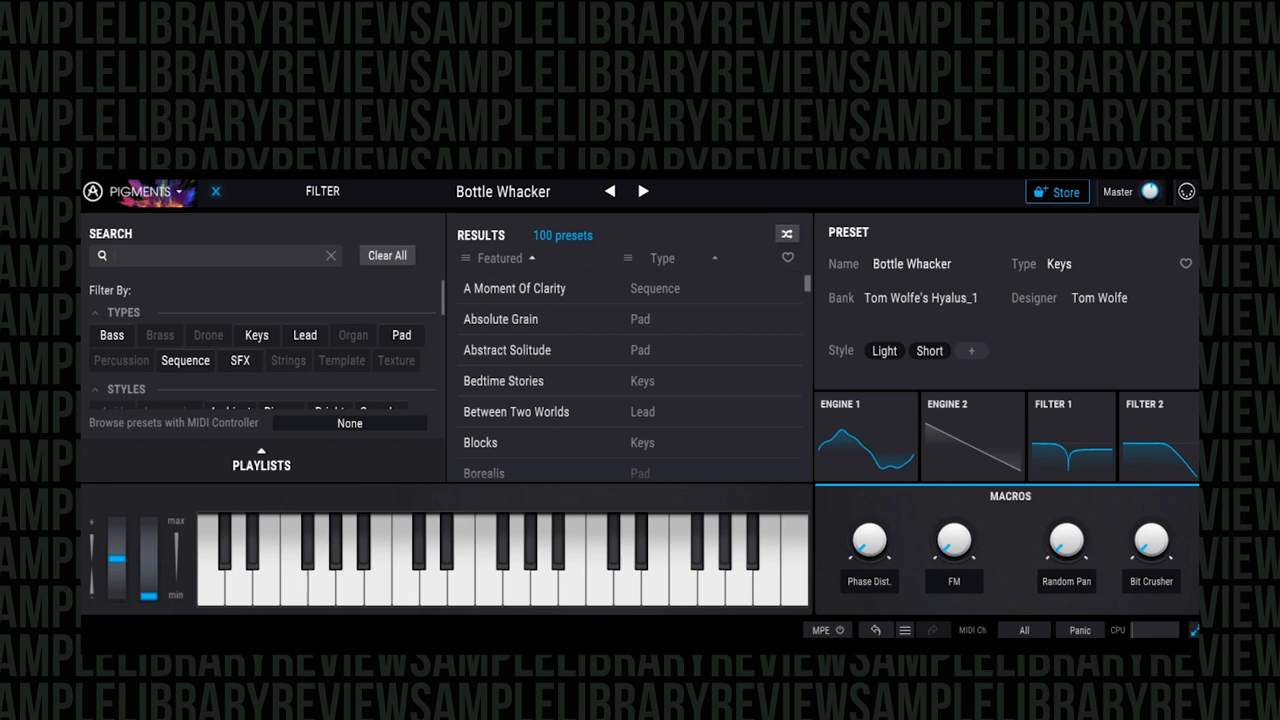 SAMPLELIBRARYREVIEWSAMPLELIBRARYREVIEWSAMPLELIBRARYREVIEW
PIGMENTS
FILTER
Bottle Whacker
Store
Master
SEARCH
Clear All
Filter By:
TYPES
Bass Brass Drone Keys Lead Organ Pad
Percussion Sequence SFX Strings Template Texture
STYLES
Browse presets with MIDI Controller None
PLAYLISTS
RESULTS 100 presets
Featured Type
A Moment Of Clarity Sequence
Absolute Grain Pad
Abstract Solitude Pad
Bedtime Stories Keys
Between Two Worlds Lead
Blocks Keys
Borealis Pad
PRESET
Name Bottle Whacker Type Keys
Bank Tom Wolfe's Hyalus_1 Designer Tom Wolfe
Style Light Short +
ENGINE 1 ENGINE 2 FILTER 1 FILTER 2
+
-
max
min
MACROS
Phase Dist. FM Random Pan Bit Crusher
MPE MIDI Ch All Panic CPU